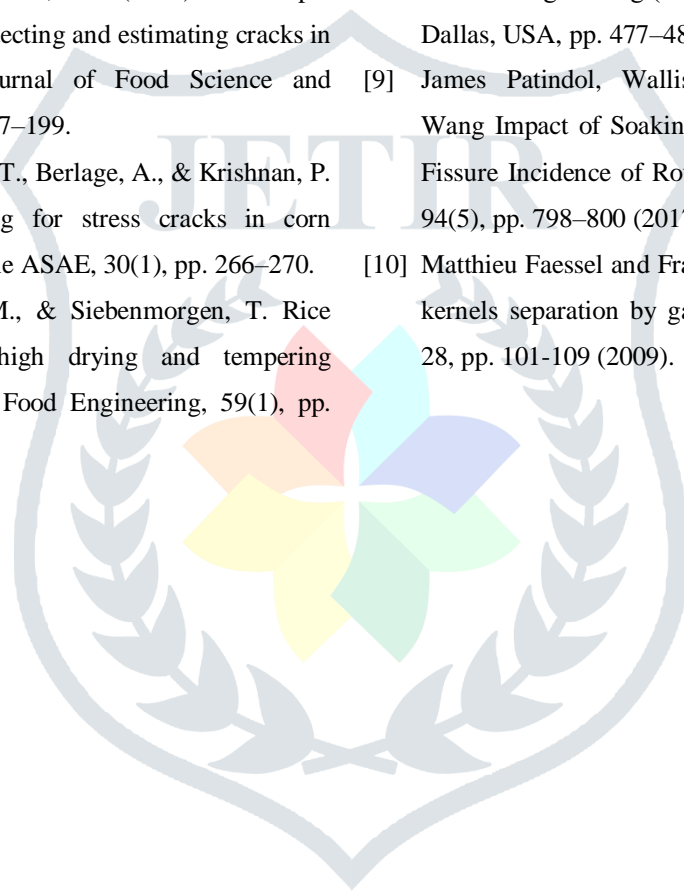 ecting and estimating cracks in
urnal of Food Science and
7–199.
T., Berlage, A., & Krishnan, P.
g for stress cracks in corn
e ASAE, 30(1), pp. 266–270.
M., & Siebenmorgen, T. Rice
high drying and tempering
Food Engineering, 59(1), pp.
Dallas, USA, pp. 477–48
[9] James Patindol, Wallis
Wang Impact of Soakin
Fissure Incidence of Ro
94(5), pp. 798–800 (2017
[10] Matthieu Faessel and Fra
kernels separation by ga
28, pp. 101-109 (2009).
JETIR